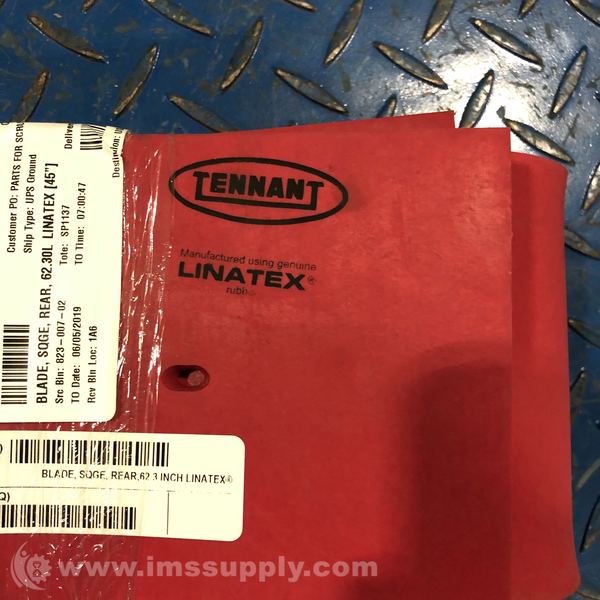 Customer PO: PARTS FOR SCRU
Ship Type: UPS Ground
BLADE, SQGE, REAR, 62.30L LINATEX [45"]
Src Bin: 823-007-02
Tote: SP1137
TO Date: 06/05/2019
TO Time: 07:00:47
Rev Bin Loc: 1A6
TENNANT
Manufactured using genuine
LINATEX®
BLADE, SQGE, REAR,62.3 INCH LINATEX®
Q)
www.imssupply.com